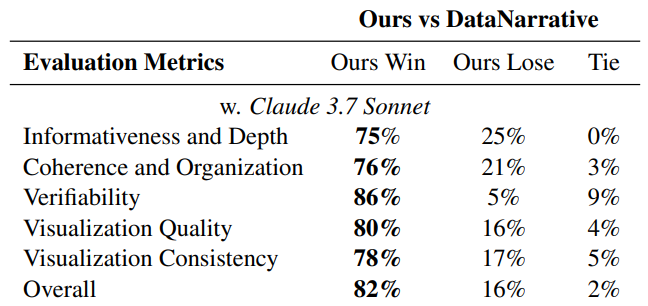 Ours vs DataNarrative
Evaluation Metrics Ours Win Ours Lose Tie
w. Claude 3.7 Sonnet
Informativeness and Depth 75% 25% 0%
Coherence and Organization 76% 21% 3%
Verifiability 86% 5% 9%
Visualization Quality 80% 16% 4%
Visualization Consistency 78% 17% 5%
Overall 82% 16% 2%